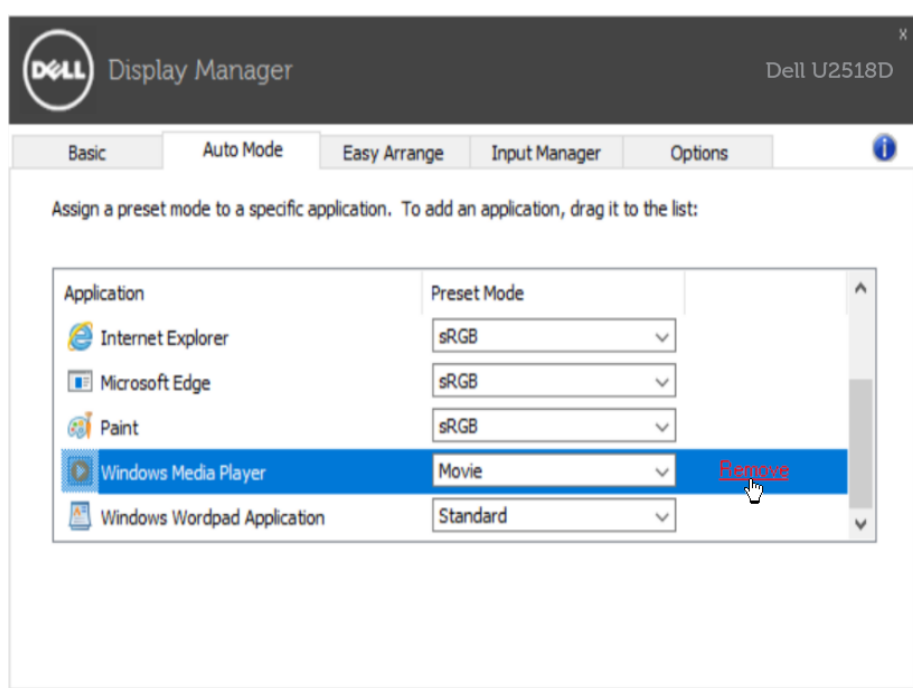 DELL Display Manager
X
Dell U2518D
Basic Auto Mode Easy Arrange Input Manager Options
Assign a preset mode to a specific application. To add an application, drag it to the list:
Application Preset Mode
Internet Explorer sRGB
Microsoft Edge sRGB
Paint sRGB
Windows Media Player Movie Remove
Windows Wordpad Application Standard